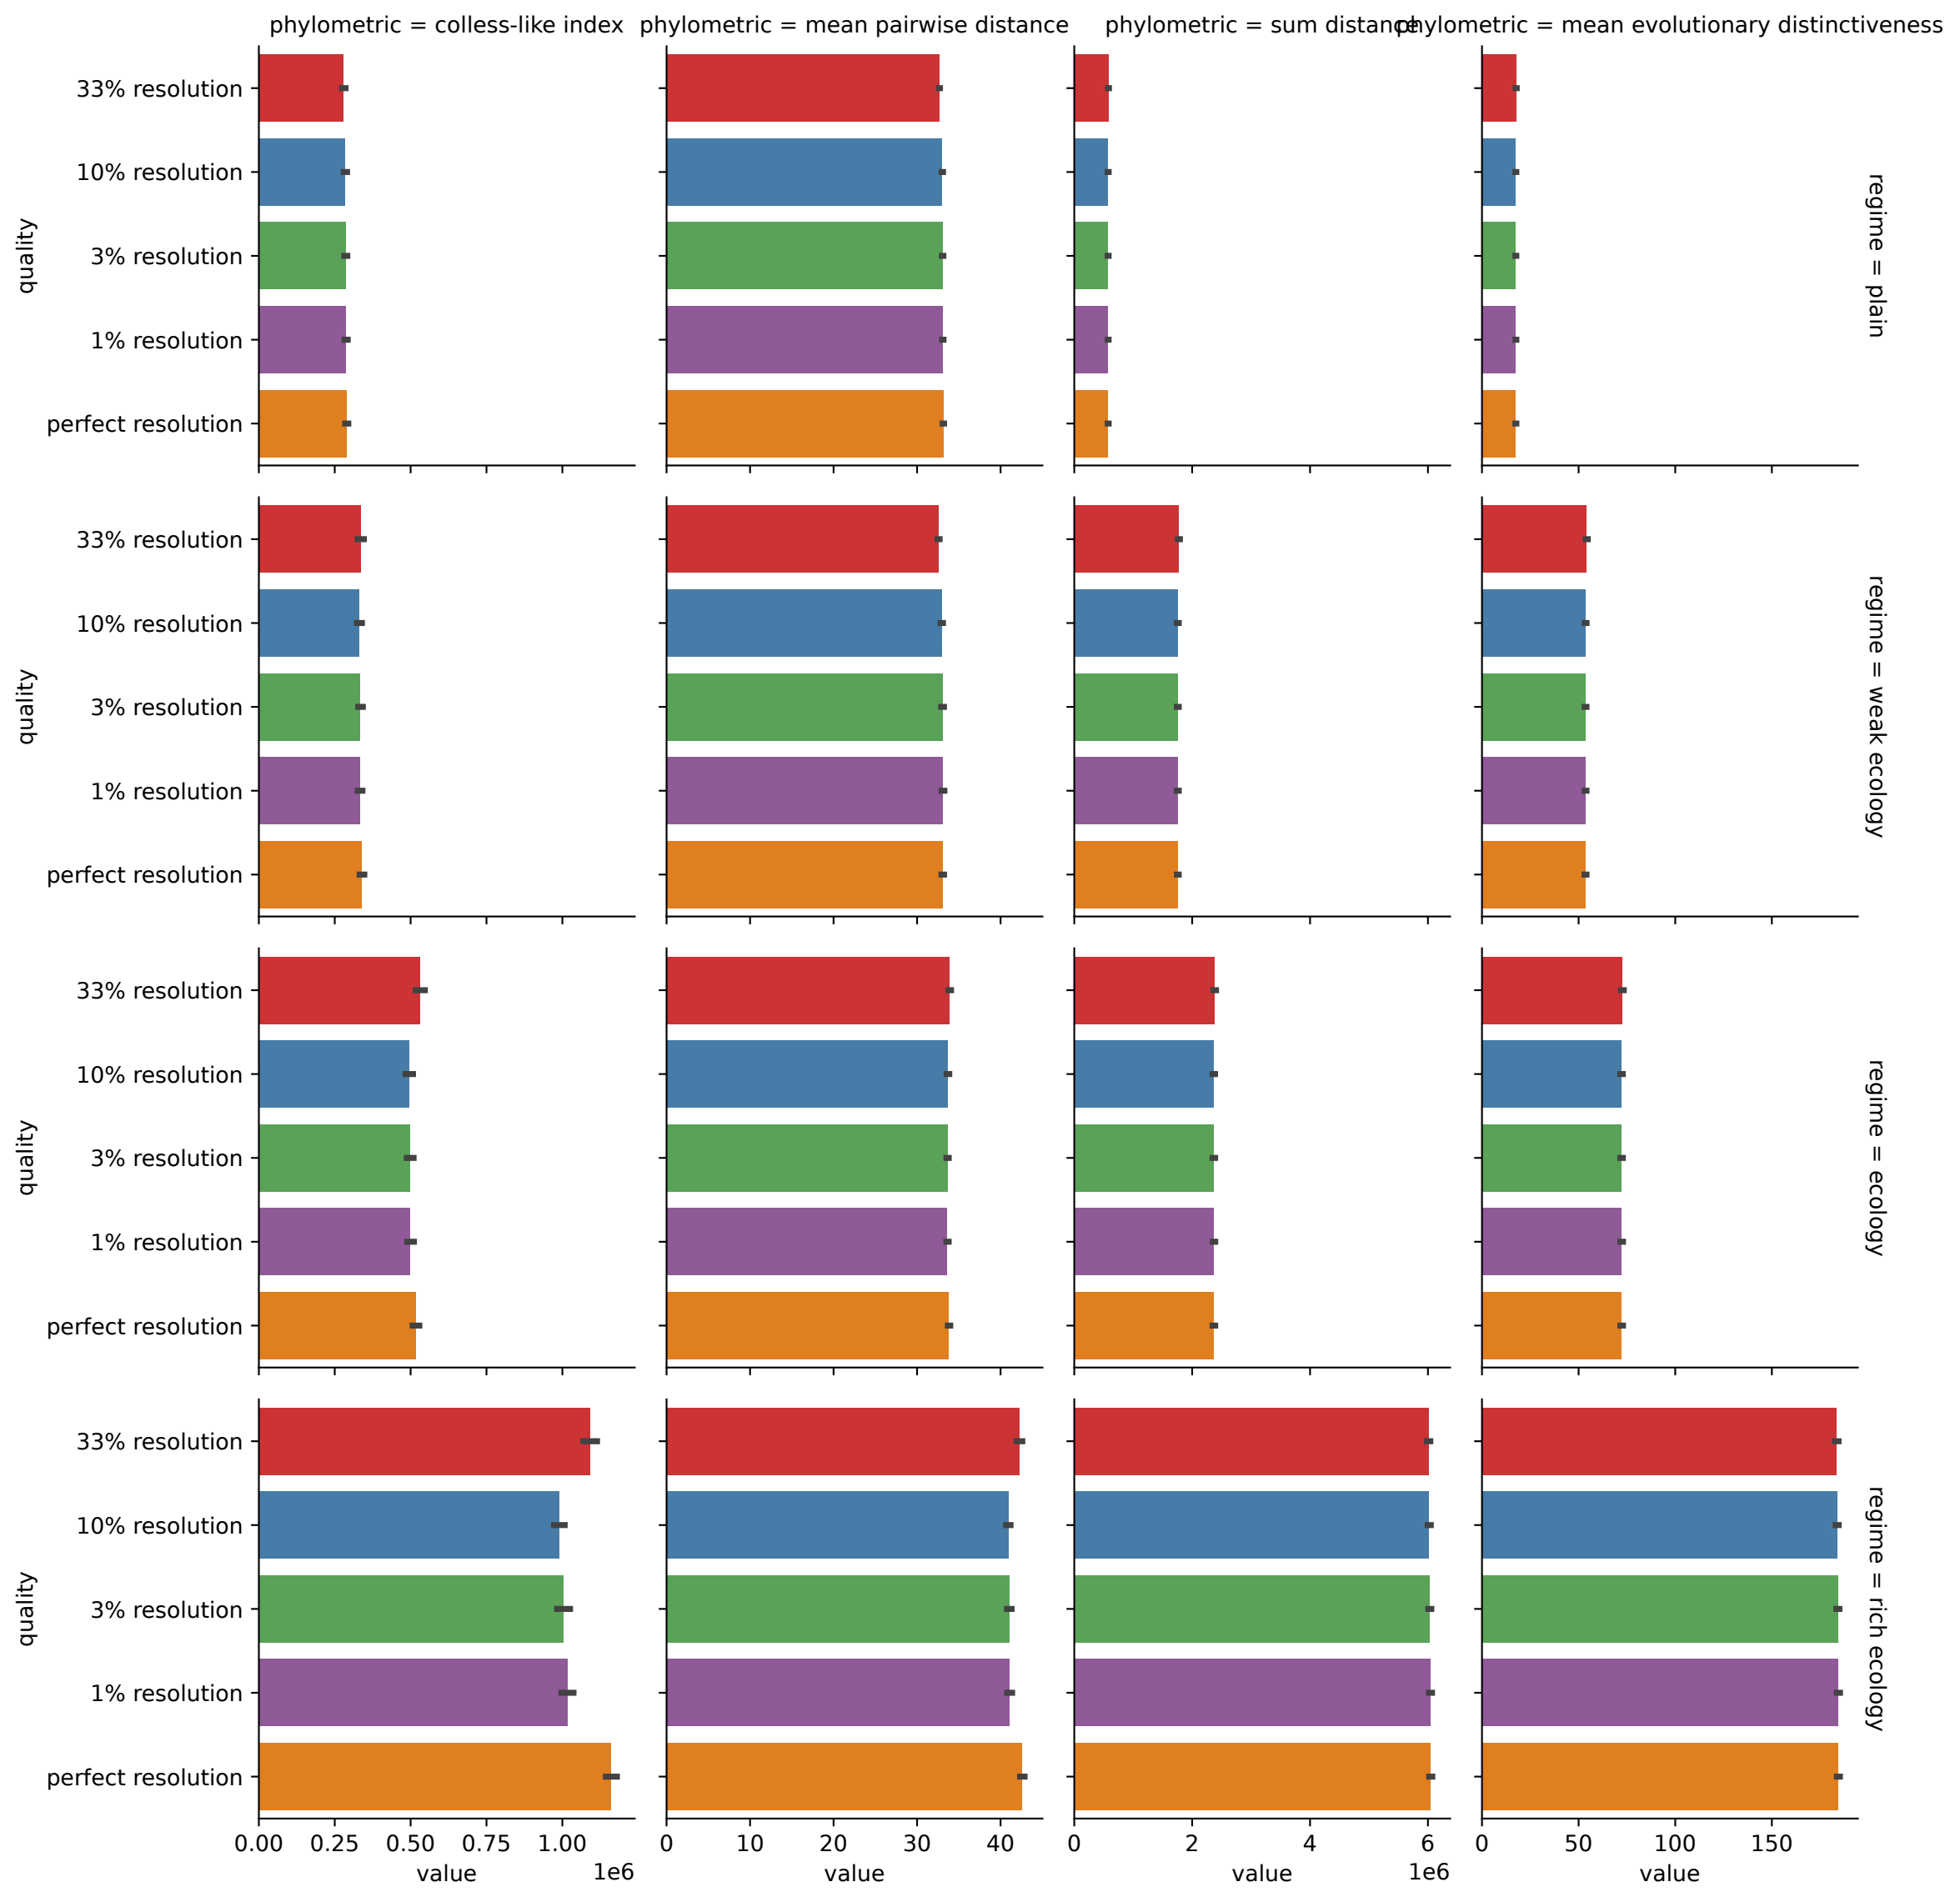 phylometric = colless-like index
phylometric = mean pairwise distance
phylometric = sum distance
phylometric = mean evolutionary distinctiveness
quality
33% resolution
10% resolution
3% resolution
1% resolution
perfect resolution
regime = plain
quality
33% resolution
10% resolution
3% resolution
1% resolution
perfect resolution
regime = weak ecology
quality
33% resolution
10% resolution
3% resolution
1% resolution
perfect resolution
regime = ecology
quality
33% resolution
10% resolution
3% resolution
1% resolution
perfect resolution
regime = rich ecology
0.00 0.25 0.50 0.75 1.00
value
1e6
0 10 20 30 40
value
0 2 4 6
value
1e6
0 50 100 150
value